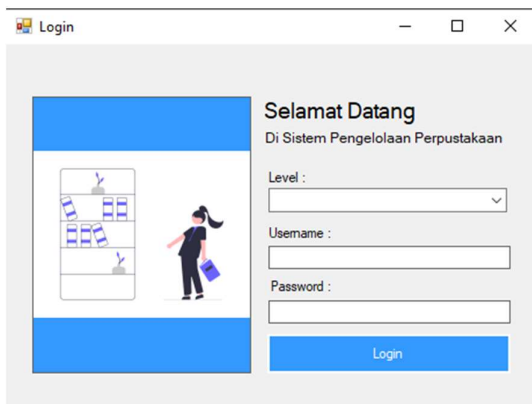 Login
Selamat Datang
Di Sistem Pengelolaan Perpustakaan
Level :
Username :
Password :
Login